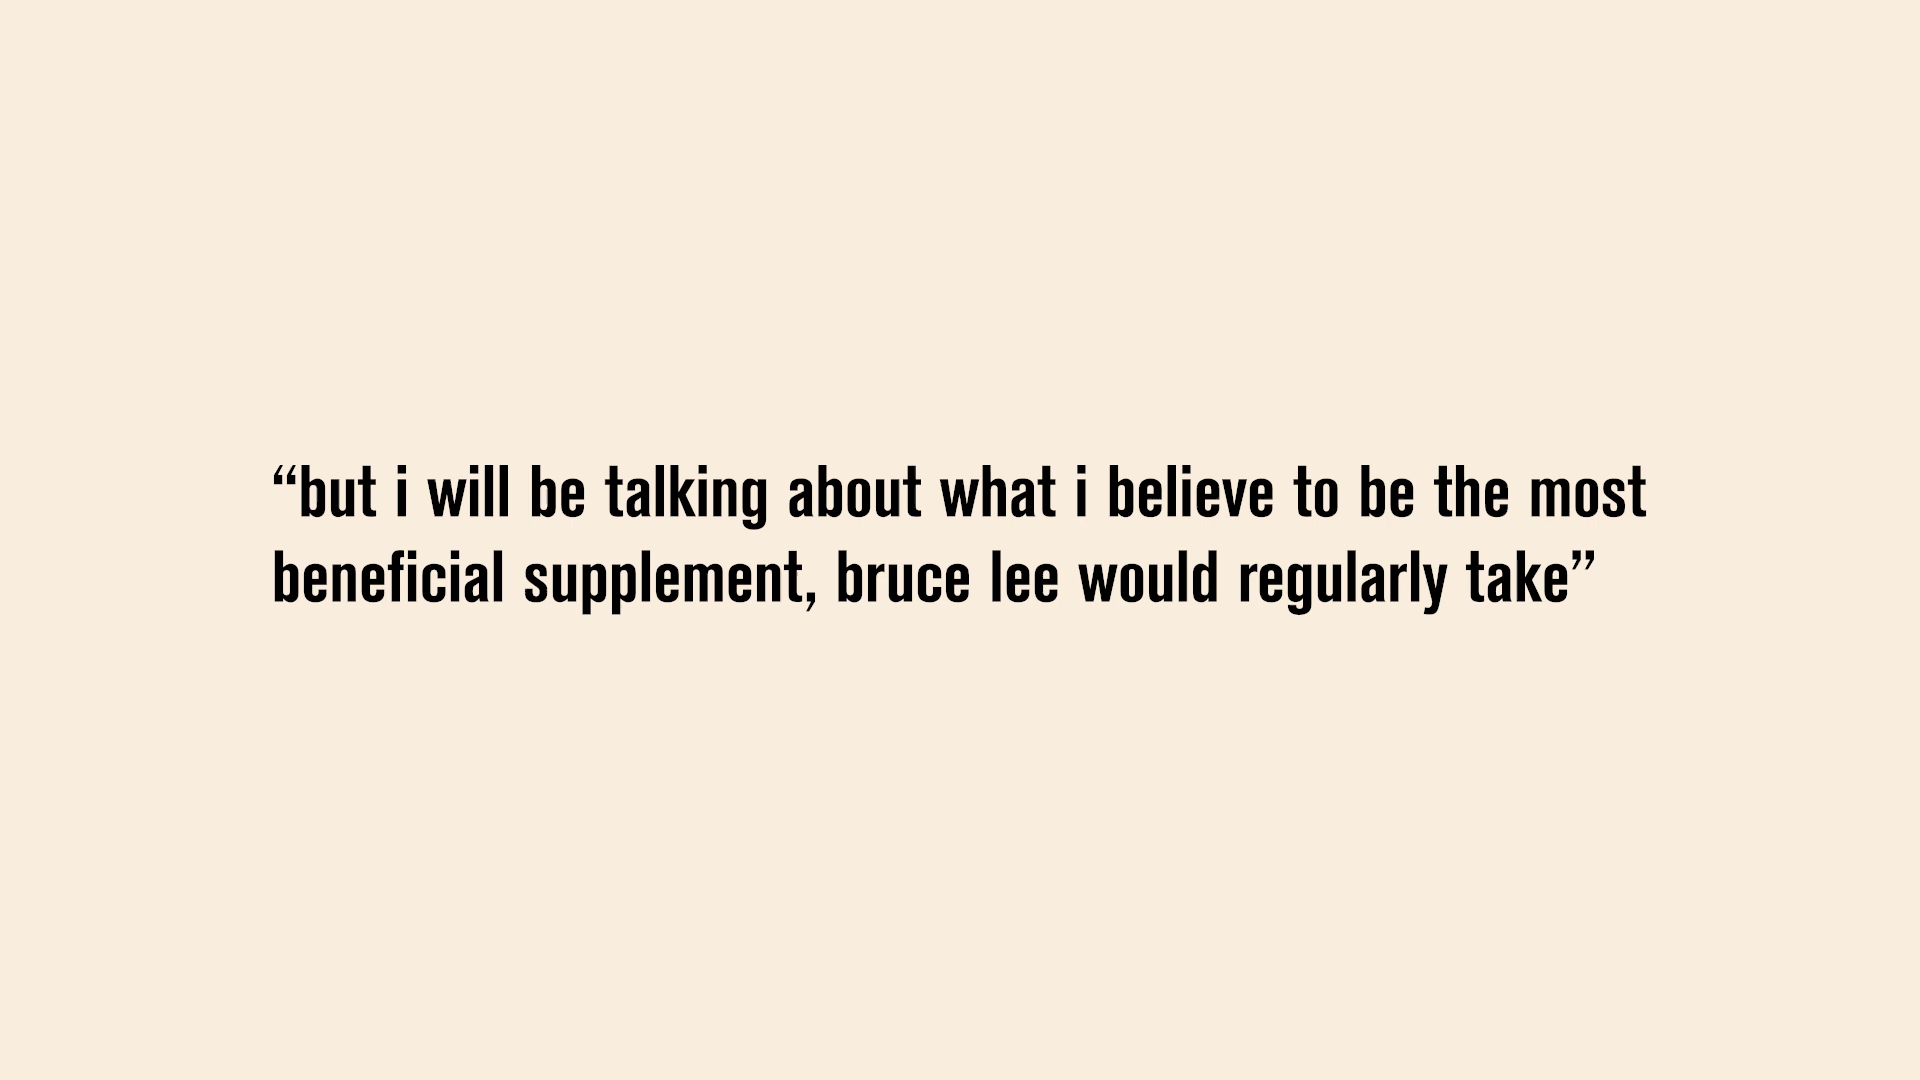 “but i will be talking about what i believe to be the most
beneficial supplement, bruce lee would regularly take”